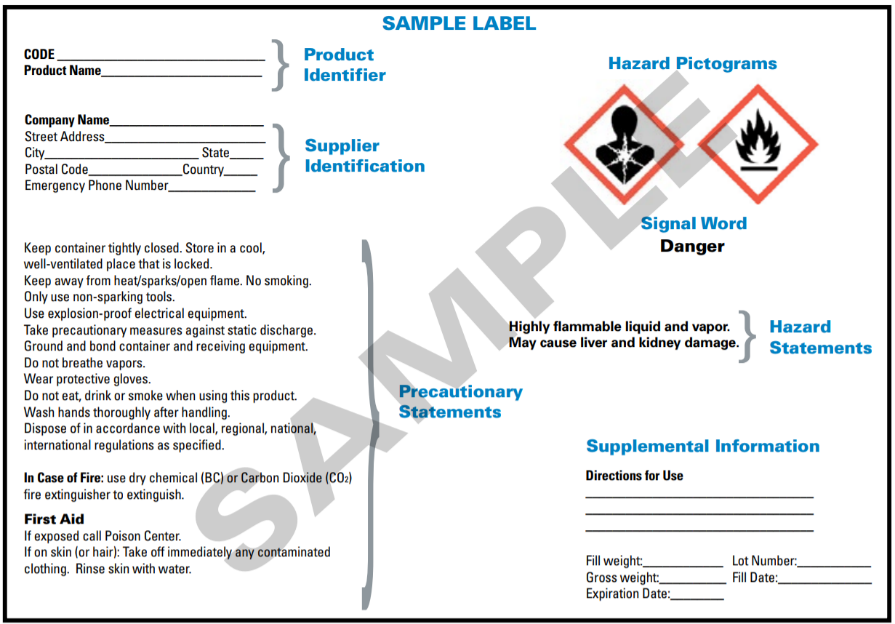 SAMPLE LABEL
CODE
Product Name
Product
Identifier
Company Name
Street Address
City State
Postal Code Country
Emergency Phone Number
Supplier
Identification
Hazard Pictograms
Signal Word
Danger
Keep container tightly closed. Store in a cool,
well-ventilated place that is locked.
Keep away from heat/sparks/open flame. No smoking.
Only use non-sparking tools.
Use explosion-proof electrical equipment.
Take precautionary measures against static discharge.
Ground and bond container and receiving equipment.
Do not breathe vapors.
Wear protective gloves.
Do not eat, drink or smoke when using this product.
Wash hands thoroughly after handling.
Dispose of in accordance with local, regional, national,
international regulations as specified.
In Case of Fire: use dry chemical (BC) or Carbon Dioxide (CO₂)
fire extinguisher to extinguish.
First Aid
If exposed call Poison Center.
If on skin (or hair): Take off immediately any contaminated
clothing. Rinse skin with water.
Precautionary
Statements
Highly flammable liquid and vapor.
May cause liver and kidney damage.
Hazard
Statements
Supplemental Information
Directions for Use
Fill weight: Lot Number:
Gross weight: Fill Date:
Expiration Date:
SAMPLE